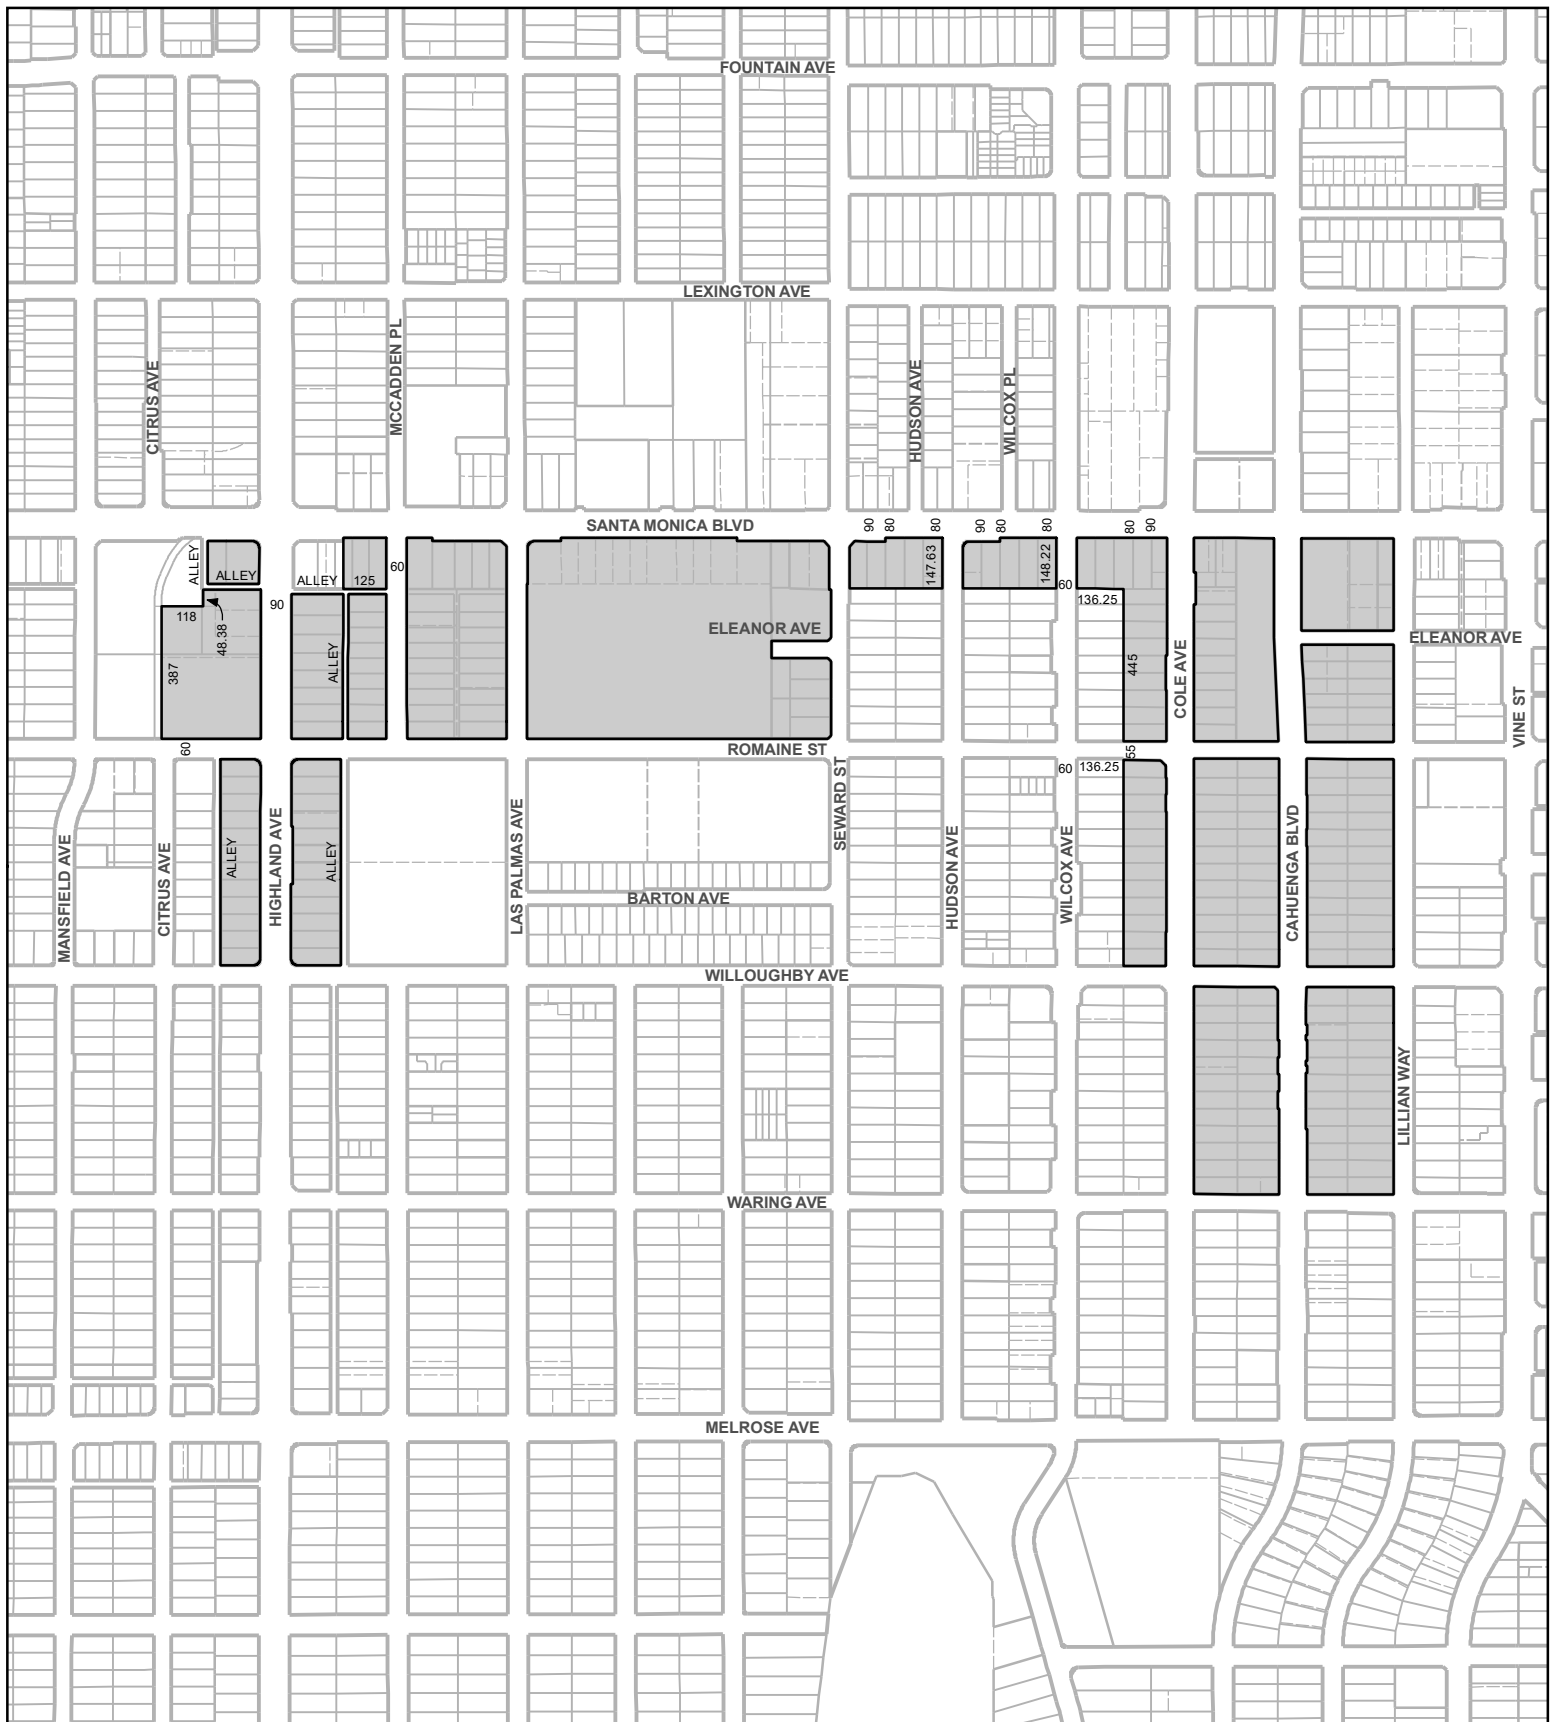 FOUNTAIN AVE
LEXINGTON AVE
MCCADDEN PL
CITRUS AVE
HUDSON AVE
WILCOX PL
SANTA MONICA BLVD
90
80
80
90
80
80
80
90
ALLEY
ALLEY
ALLEY
125
60
147.63
148.22
60
136.25
90
118
48.38
387
ALLEY
ELEANOR AVE
ELEANOR AVE
445
COLE AVE
VINE ST
60
ROMAINE ST
55
60
136.25
SEWARD ST
MANSFIELD AVE
CITRUS AVE
ALLEY
HIGHLAND AVE
ALLEY
LAS PALMAS AVE
BARTON AVE
HUDSON AVE
WILCOX AVE
CAHUENGA BLVD
WILLOUGHBY AVE
LILLIAN WAY
WARING AVE
MELROSE AVE